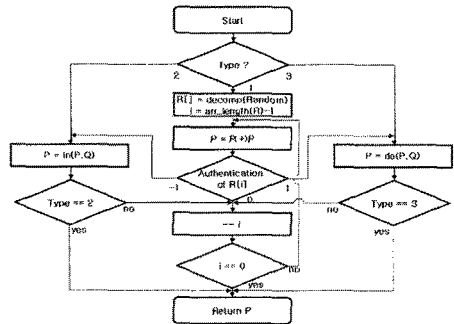 Start
Type ?
2
3
1
R[] = decomp(Random)
i = arr_length(R)-1
P = In(P,Q)
P = do(P,Q)
Authentication
of R[i]
-1
1
0
Type == 2
no
yes
Type == 3
no
yes
-- i
i == 0
no
yes
Return P